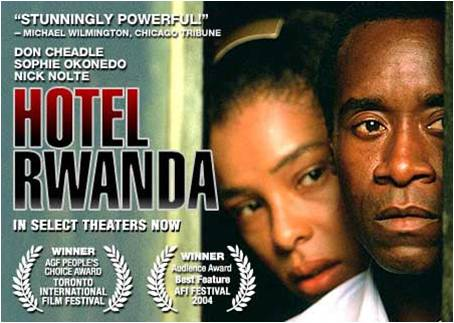 "STUNNINGLY POWERFUL!"
– MICHAEL WILMINGTON, CHICAGO TRIBUNE
DON CHEADLE
SOPHIE OKONEDO
NICK NOLTE
HOTEL
RWANDA
IN SELECT THEATERS NOW
WINNER
AGF PEOPLE'S
CHOICE AWARD
TORONTO
INTERNATIONAL
FILM FESTIVAL
WINNER
Audience Award
Best Feature
AFI FESTIVAL
2004